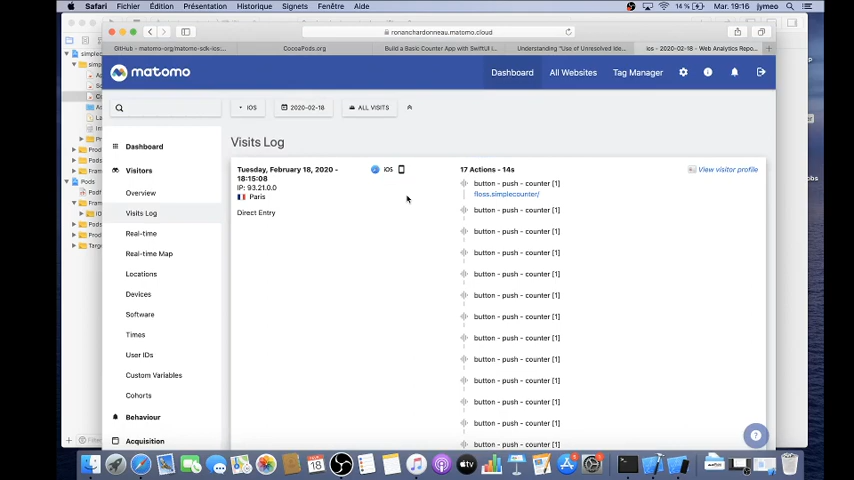 Safari Fichier Édition Présentation Historique Signets Fenêtre Aide 14 % Mar. 19:16 jymeo
ronanchardonneau.matomo.cloud
GitHub - matomo-org/matomo-sdk-ios:... CocoaPods.org Build a Basic Counter App with SwiftUI i... Understanding "Use of Unresolved Ide... ios - 2020-02-18 - Web Analytics Repo...
matomo Dashboard All Websites Tag Manager
IOS 2020-02-18 ALL VISITS
Dashboard
Visitors
Overview
Visits Log
Real-time
Real-time Map
Locations
Devices
Software
Times
User IDs
Custom Variables
Cohorts
Behaviour
Acquisition
Visits Log
Tuesday, February 18, 2020 -
18:15:08
IP: 93.21.0.0
Paris
Direct Entry
iOS
17 Actions - 14s
View visitor profile
button - push - counter [1]
floss.simplecounter/
button - push - counter [1]
button - push - counter [1]
button - push - counter [1]
button - push - counter [1]
button - push - counter [1]
button - push - counter [1]
button - push - counter [1]
button - push - counter [1]
button - push - counter [1]
button - push - counter [1]
button - push - counter [1]
button - push - counter [1]
Pods
18